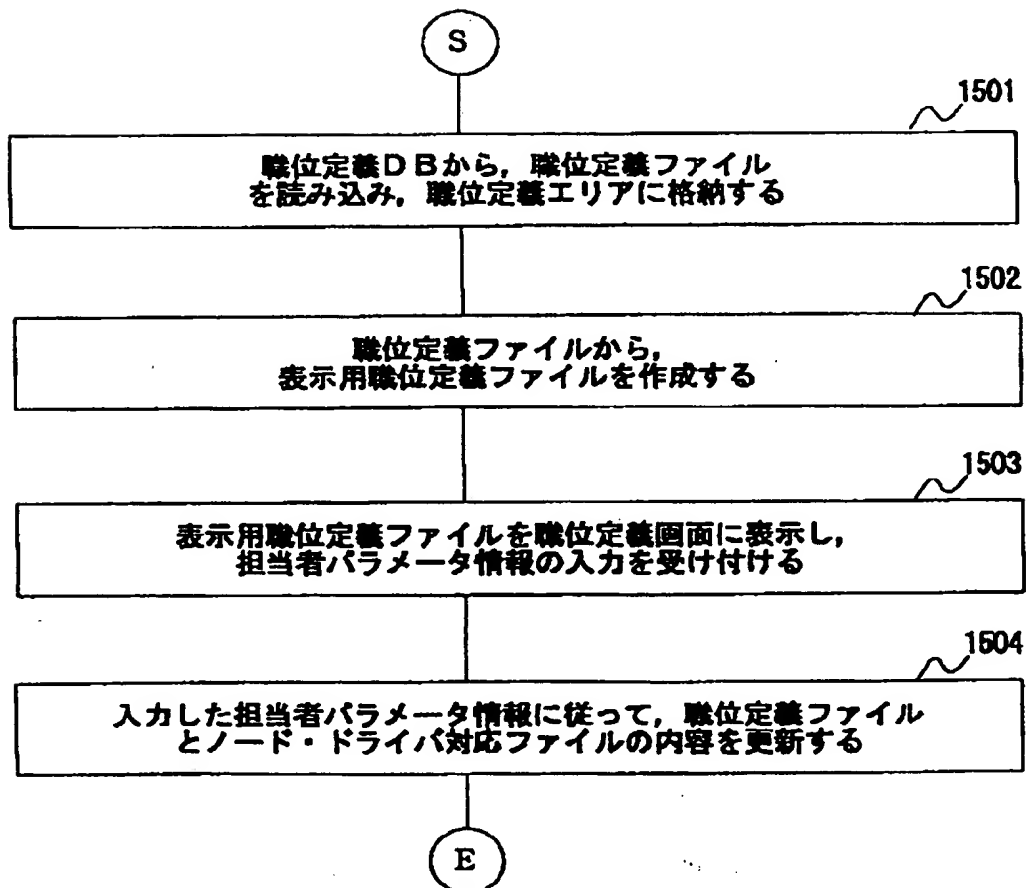 S
1501
職位定義DBから,職位定義ファイル
を読み込み,職位定義エリアに格納する
1502
職位定義ファイルから,
表示用職位定義ファイルを作成する
1503
表示用職位定義ファイルを職位定義画面に表示し,
担当者パラメータ情報の入力を受け付ける
1504
入力した担当者パラメータ情報に従って,職位定義ファイル
とノード・ドライバ対応ファイルの内容を更新する
E